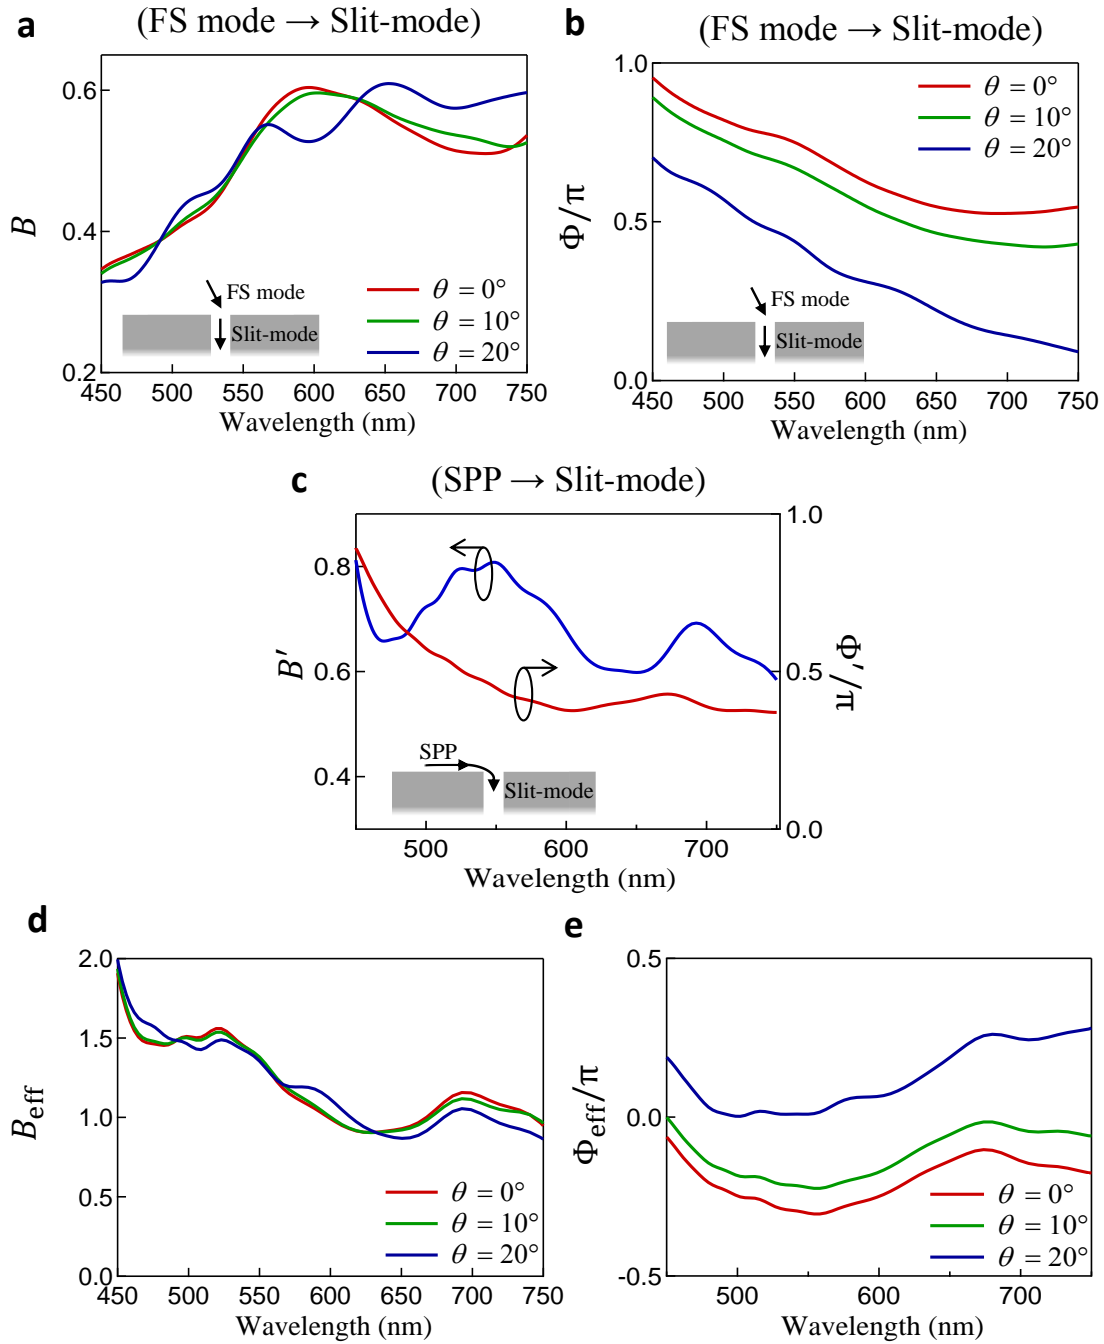 a
(FS mode → Slit-mode)
B
0.6
0.4
0.2
FS mode
Slit-mode
θ = 0°
θ = 10°
θ = 20°
450 500 550 600 650 700 750
Wavelength (nm)
b
(FS mode → Slit-mode)
Φ/π
1.0
0.5
0.0
θ = 0°
θ = 10°
θ = 20°
FS mode
Slit-mode
450 500 550 600 650 700 750
Wavelength (nm)
c
(SPP → Slit-mode)
B′
0.8
0.6
0.4
Φ′/π
1.0
0.5
0.0
SPP
Slit-mode
500 600 700
Wavelength (nm)
d
Beff
2.0
1.5
1.0
0.5
0.0
θ = 0°
θ = 10°
θ = 20°
450 500 550 600 650 700 750
Wavelength (nm)
e
Φeff/π
0.5
0.0
-0.5
θ = 0°
θ = 10°
θ = 20°
500 600 700
Wavelength (nm)